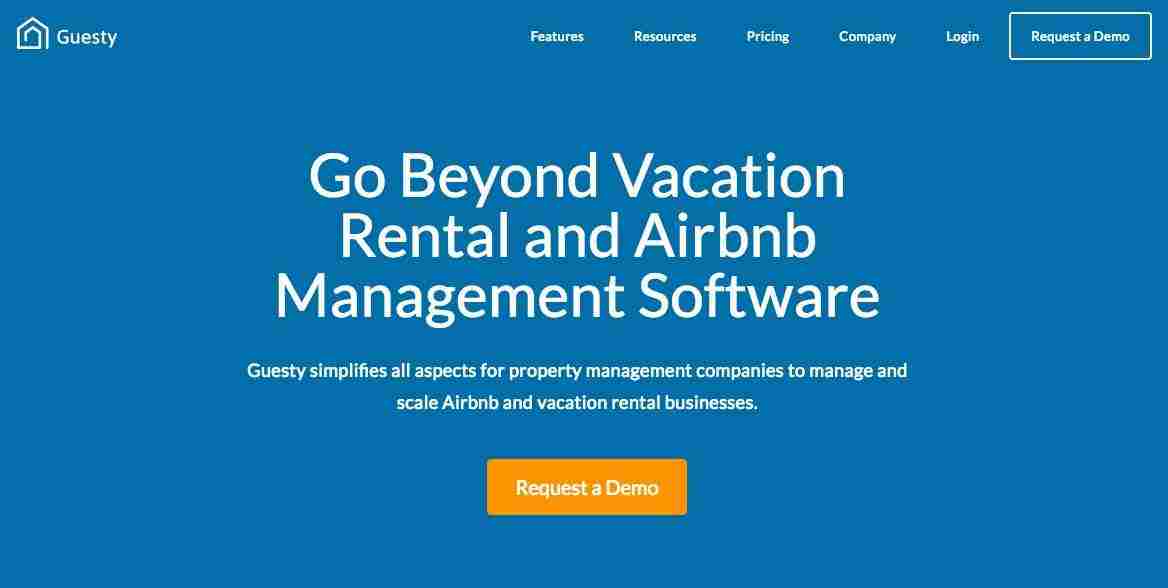 Guesty
Features
Resources
Pricing
Company
Login
Request a Demo
Go Beyond Vacation
Rental and Airbnb
Management Software
Guesty simplifies all aspects for property management companies to manage and
scale Airbnb and vacation rental businesses.
Request a Demo